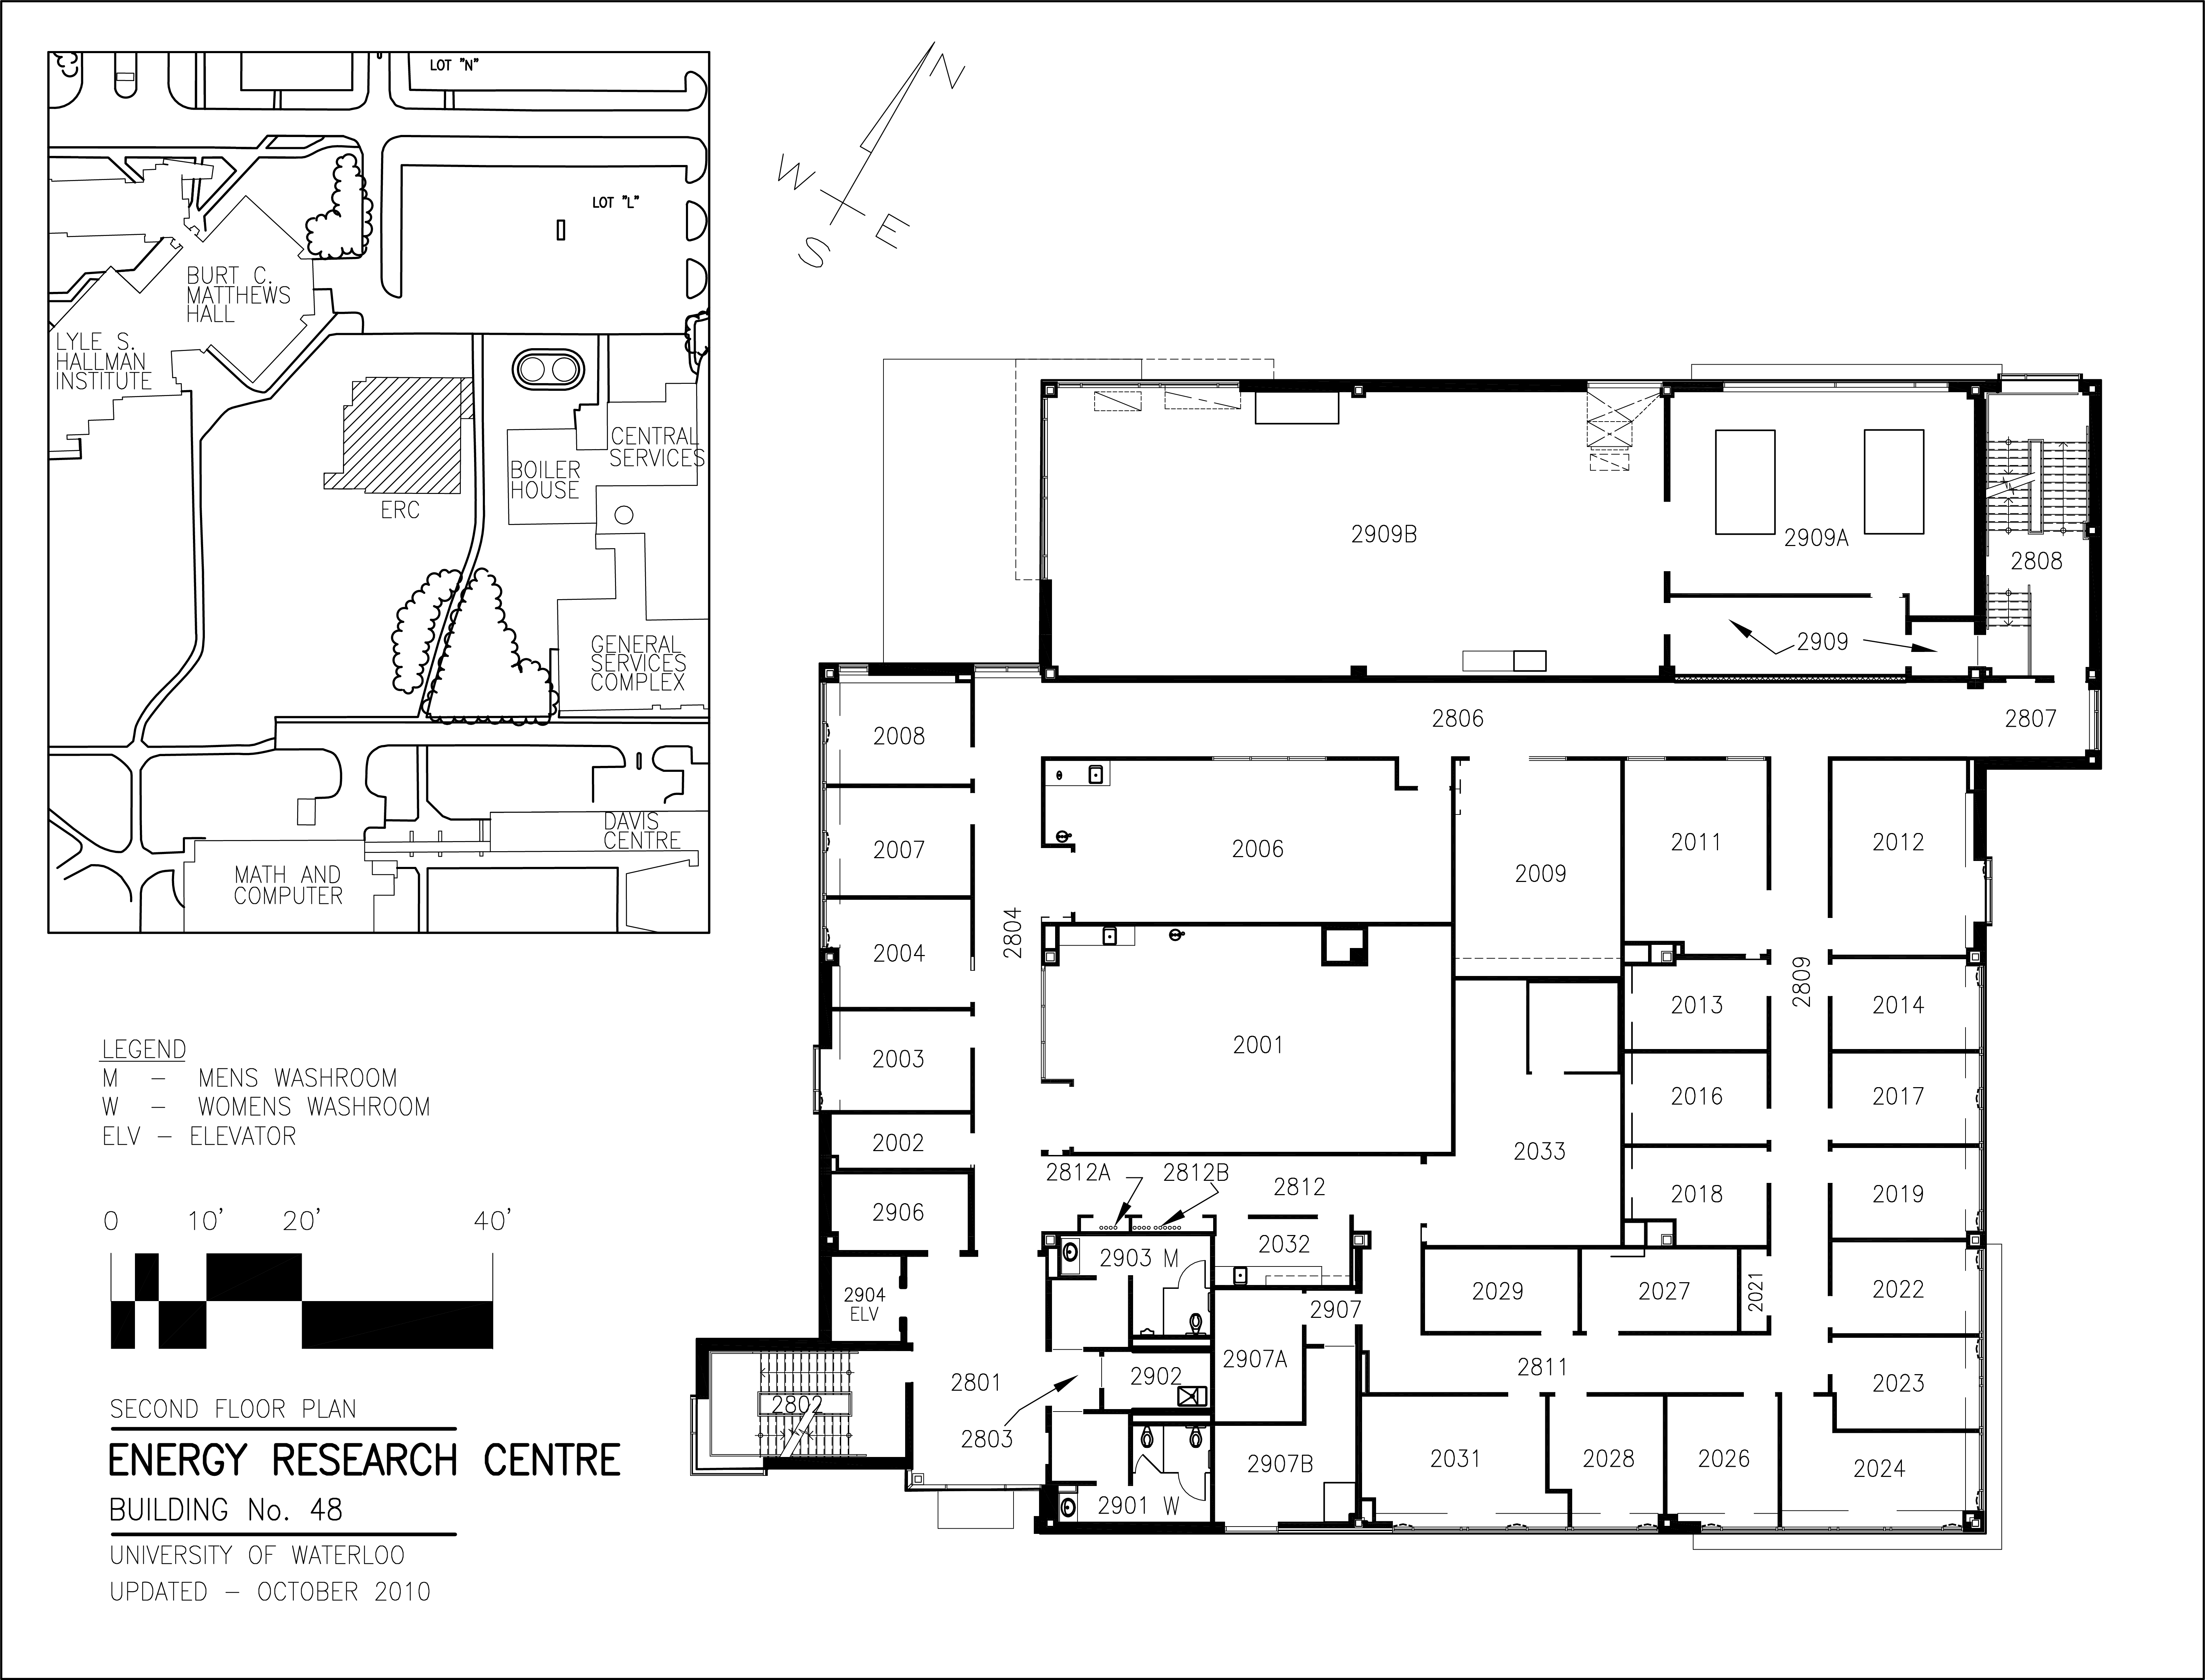 LOT "N"
LOT "L"
BURT C.
MATTHEWS
HALL
LYLE S.
HALLMAN
INSTITUTE
CENTRAL
SERVICES
BOILER
HOUSE
ERC
GENERAL
SERVICES
COMPLEX
DAVIS
CENTRE
MATH AND
COMPUTER
N
W
E
S
LEGEND
M – MENS WASHROOM
W – WOMENS WASHROOM
ELV – ELEVATOR
0 10' 20' 40'
SECOND FLOOR PLAN
ENERGY RESEARCH CENTRE
BUILDING No. 48
UNIVERSITY OF WATERLOO
UPDATED – OCTOBER 2010
2909B
2909A
2808
2909
2806
2807
2008
2007
2004
2003
2002
2906
2904
ELV
2804
2006
2009
2011
2012
2001
2809
2013
2014
2016
2017
2033
2018
2019
2812A
2812B
2812
2903 M
2032
2029
2027
2021
2022
2907
2907A
2811
2023
2801
2902
2802
2803
2907B
2031
2028
2026
2024
2901 W